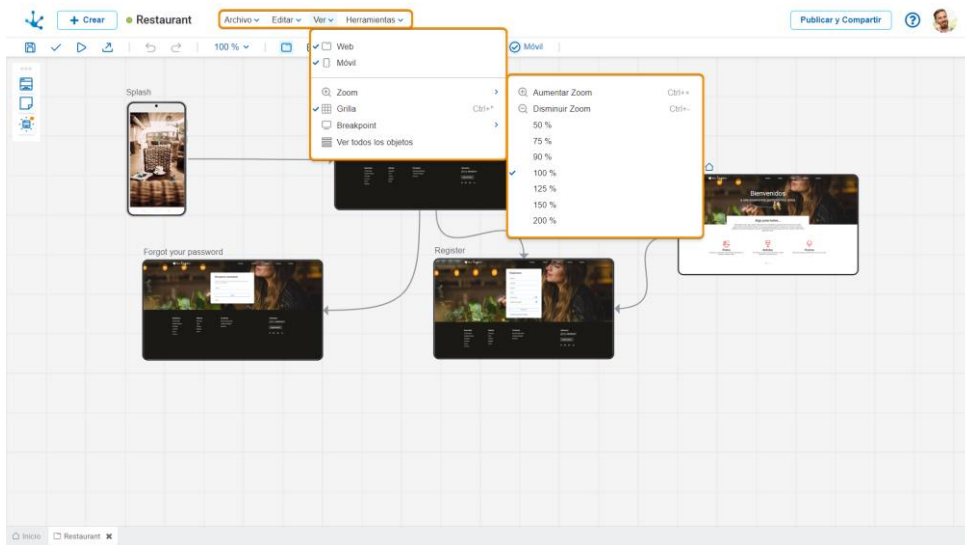 + Crear
Restaurant
Archivo
Editar
Ver
Herramientas
Publicar y Compartir
?
100 %
Móvil
Web
Móvil
Zoom
Grilla Ctrl+*
Breakpoint
Ver todos los objetos
Aumentar Zoom Ctrl++
Disminuir Zoom Ctrl+-
50 %
75 %
90 %
100 %
125 %
150 %
200 %
Splash
Bienvenidos
Forgot your password
Register
Inicio
Restaurant